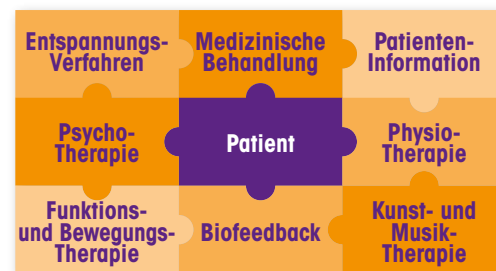 Entspannungs-
Verfahren
Medizinische
Behandlung
Patienten-
Information
Psycho-
Therapie
Patient
Physio-
Therapie
Funktions-
und Bewegungs-
Therapie
Biofeedback
Kunst- und
Musik-
Therapie